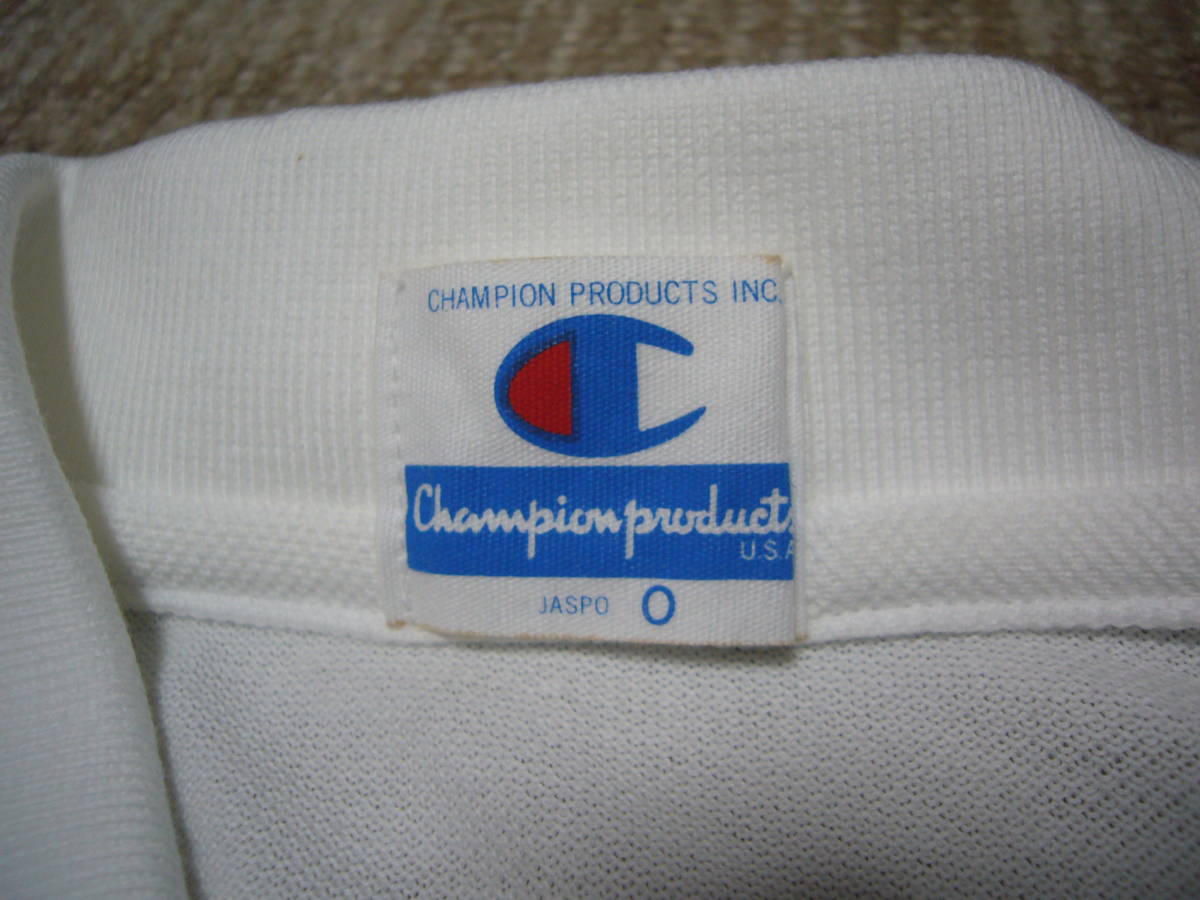 CHAMPION PRODUCTS INC.
Champion products
U.S.A
JASPO O